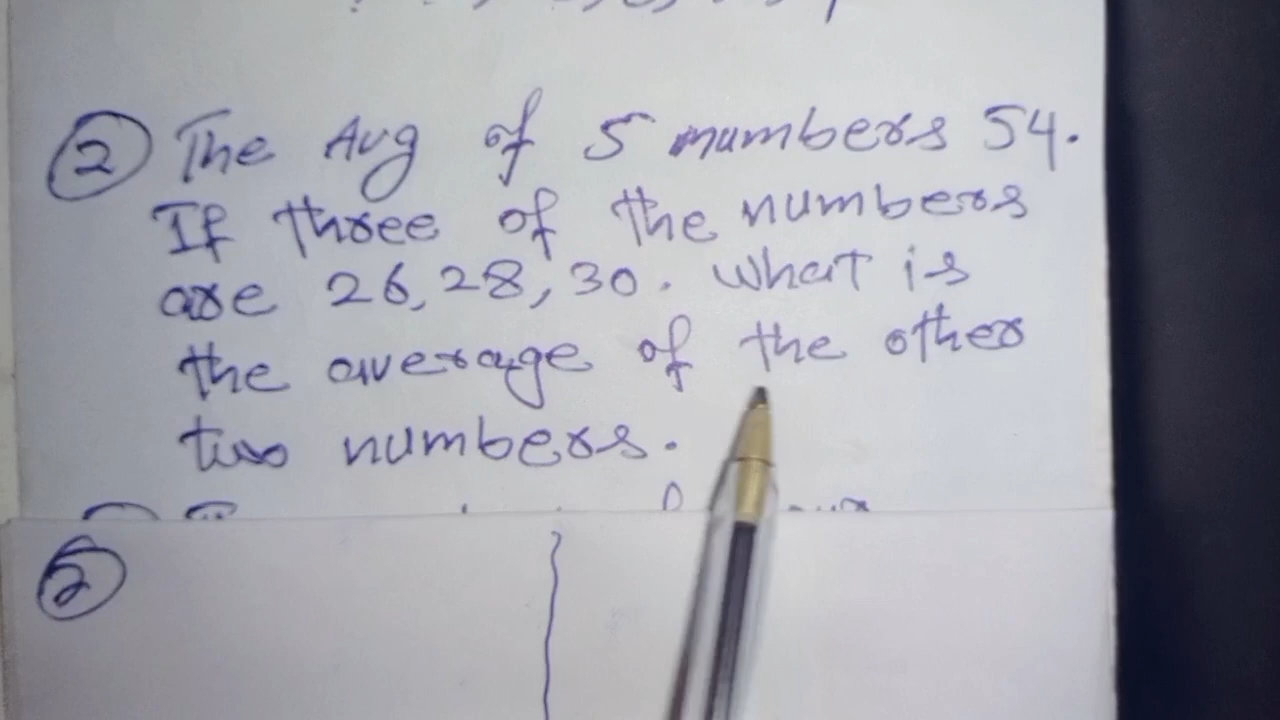 ② The Avg of 5 numbers 54.
If three of the numbers
are 26, 28, 30. What is
the average of the other
two numbers.
②